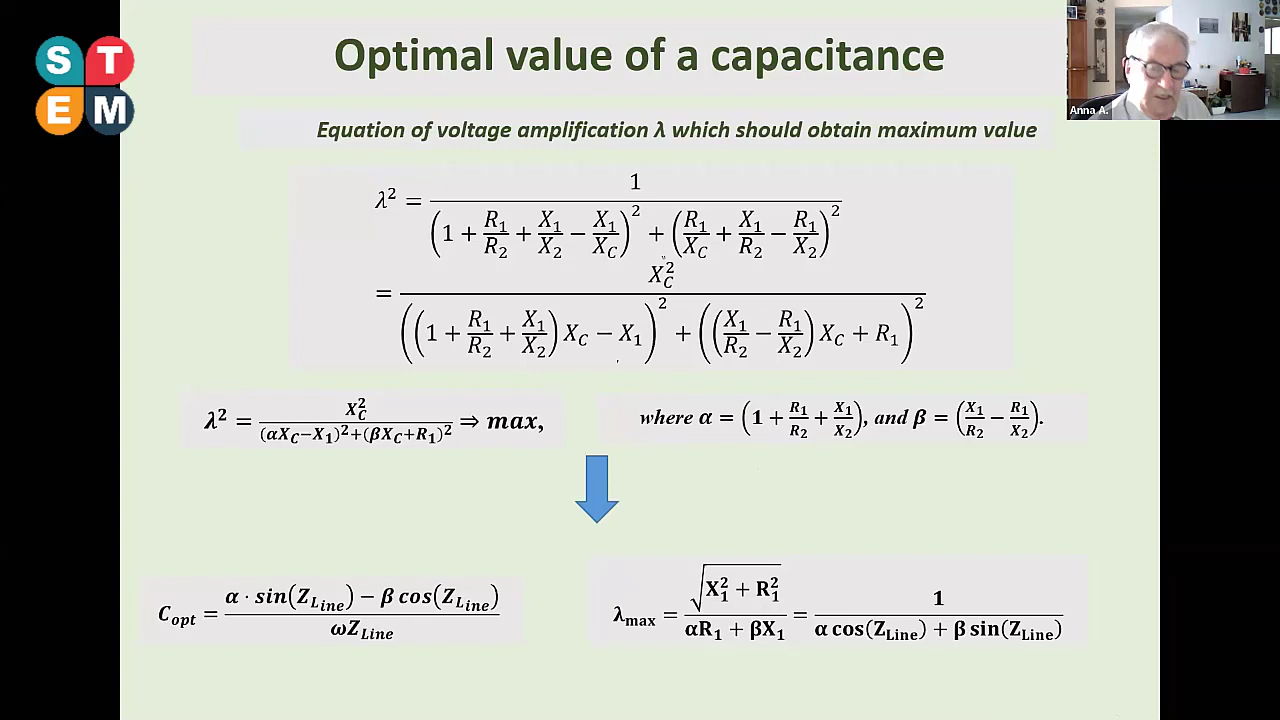 S T
E M
Optimal value of a capacitance
Anna A.
Equation of voltage amplification λ which should obtain maximum value
λ² = 1 / ((1 + R₁/R₂ + X₁/X₂ − X₁/X_C)² + (R₁/X_C + X₁/R₂ − R₁/X₂)²) =
= X_C² / (((1 + R₁/R₂ + X₁/X₂) X_C − X₁)² + ((X₁/R₂ − R₁/X₂) X_C + R₁)²)
λ² = X_C² / ((αX_C−X₁)²+(βX_C+R₁)²) ⇒ max,
where α = (1 + R₁/R₂ + X₁/X₂), and β = (X₁/R₂ − R₁/X₂).
C_opt = (α · sin(Z_Line) − β cos(Z_Line)) / (ωZ_Line)
λ_max = √(X₁² + R₁²) / (αR₁ + βX₁) = 1 / (α cos(Z_Line) + β sin(Z_Line))